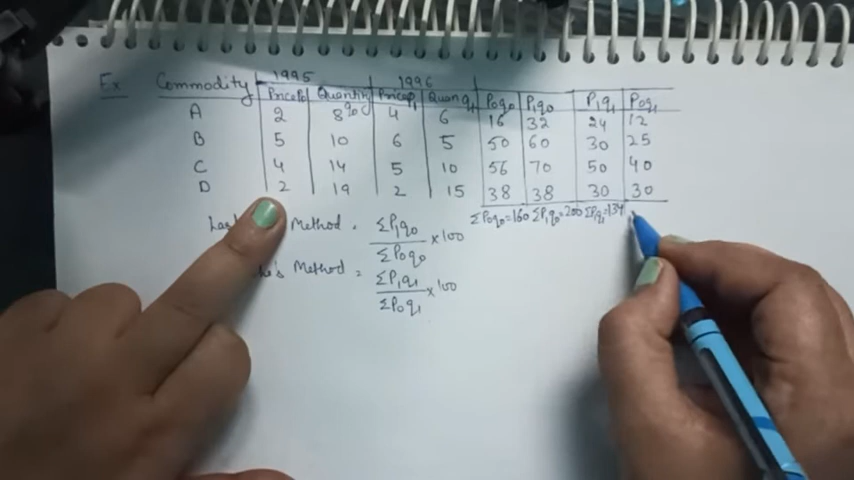 1995 1996
Ex Commodity Price P0 Quantity q0 Price P1 Quan q1 P0q0 P1q0 P1q1 P0q1
A 2 8 4 6 16 32 24 12
B 5 10 6 5 50 60 30 25
C 4 14 5 10 56 70 50 40
D 2 19 2 15 38 38 30 30
Method = ΣP1q0 / ΣP0q0 × 100 ΣP0q0=160 ΣP1q0=200 ΣP1q1=134
Method = ΣP1q1 / ΣP0q1 × 100